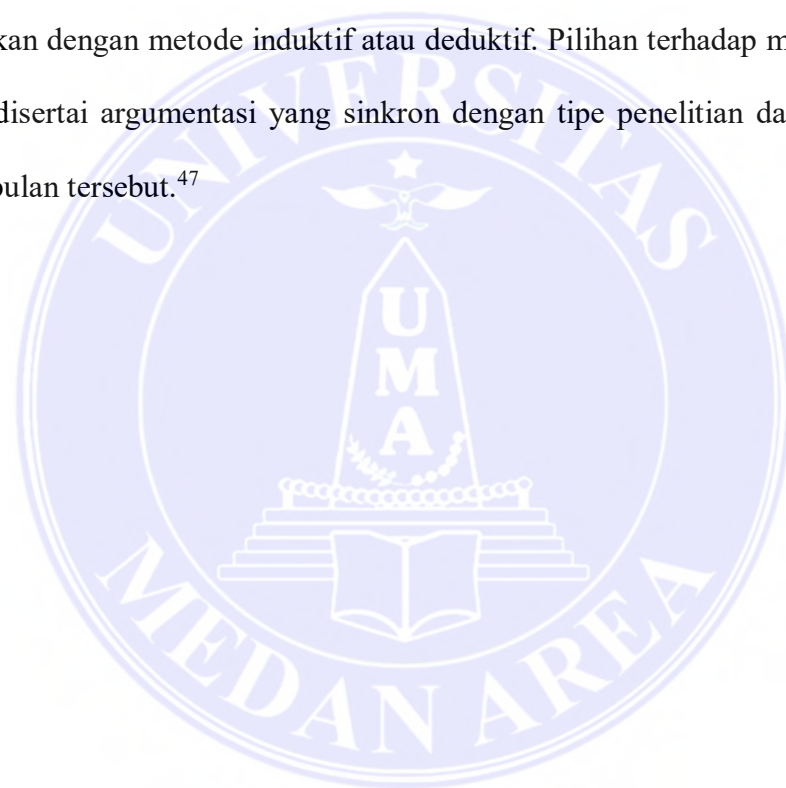 kan dengan metode induktif atau deduktif. Pilihan terhadap m
disertai argumentasi yang sinkron dengan tipe penelitian da
pulan tersebut.47
UNIVERSITAS
UMA
MEDAN AREA